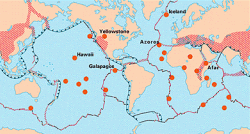 Iceland
Yellowstone
Azores
Hawaii
Afar
Galapagos